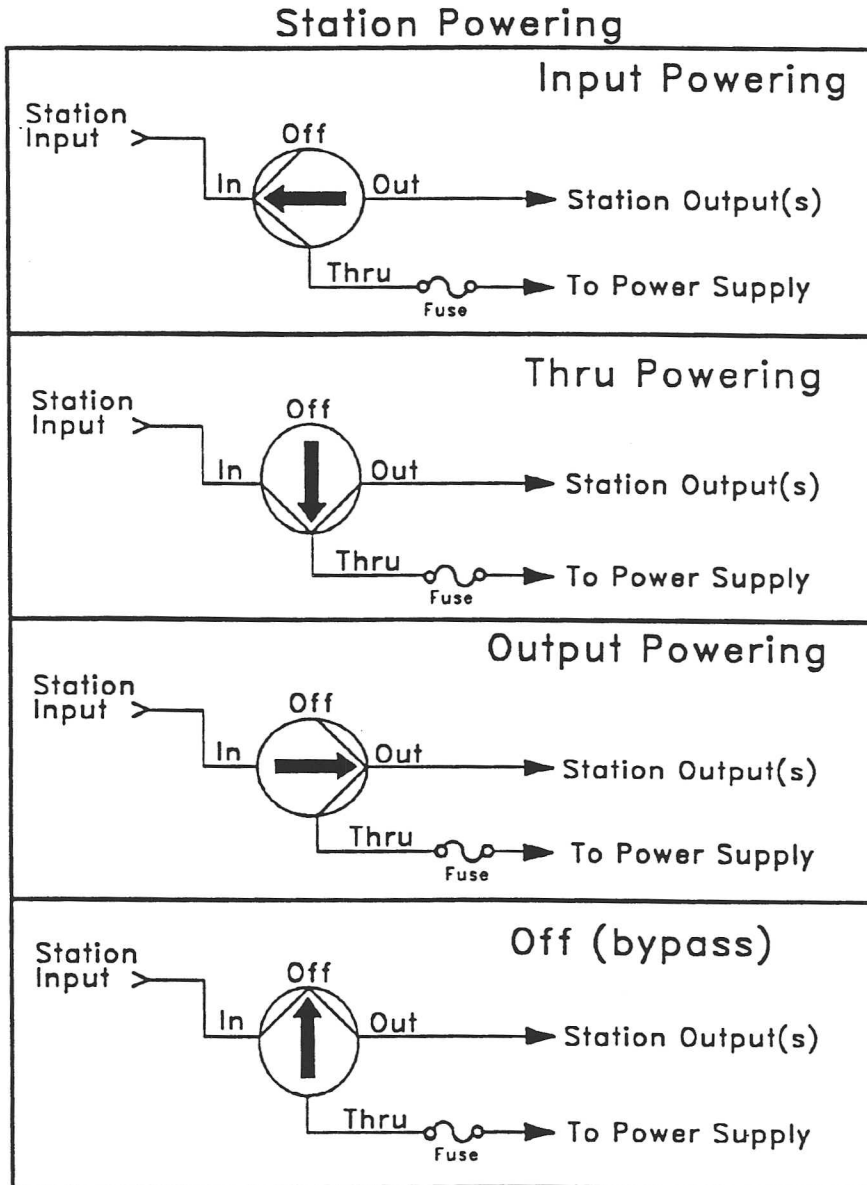 Station Powering
Input Powering
Station
Input
Off
In
Out
Station Output(s)
Thru
Fuse
To Power Supply
Thru Powering
Station
Input
Off
In
Out
Station Output(s)
Thru
Fuse
To Power Supply
Output Powering
Station
Input
Off
In
Out
Station Output(s)
Thru
Fuse
To Power Supply
Off (bypass)
Station
Input
Off
In
Out
Station Output(s)
Thru
Fuse
To Power Supply